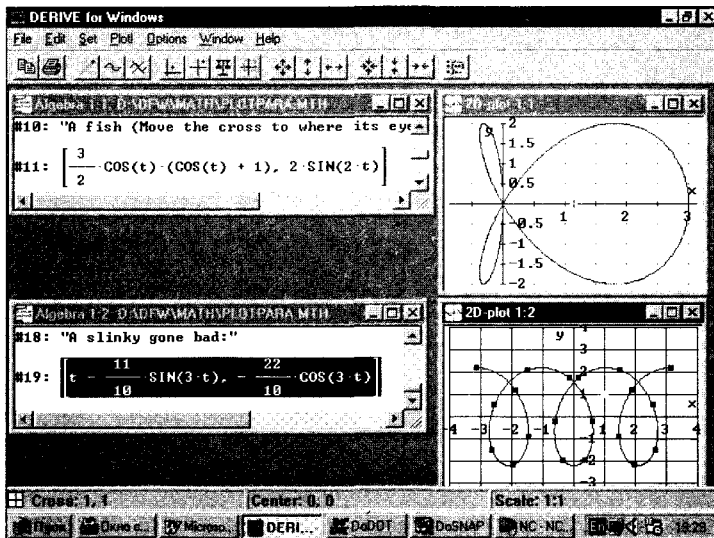 DERIVE for Windows
File Edit Set Plot! Options Window Help
Algebra 1:1 D:\DFW\MATH\PLOTPARA.MTH
#10: "A fish (Move the cross to where its eye
#11: [3/2·COS(t)·(COS(t) + 1), 2·SIN(2·t)]
2D-plot 1:1
y
2
1.5
1
0.5
1 2 3
x
-0.5
-1
-1.5
-2
Algebra 1:2 D:\DFW\MATH\PLOTPARA.MTH
#18: "A slinky gone bad:"
#19: [t - 11/10·SIN(3·t), - 22/10·COS(3·t)]
2D-plot 1:2
y
3
2
1
x
-4 -3 -2 -1 1 2 3 4
-1
-2
-3
Cross: 1, 1 Center: 0, 0 Scale: 1:1
Окно с... Microso... DERI... DoDDT DoSNAP NC - NC... 18:28